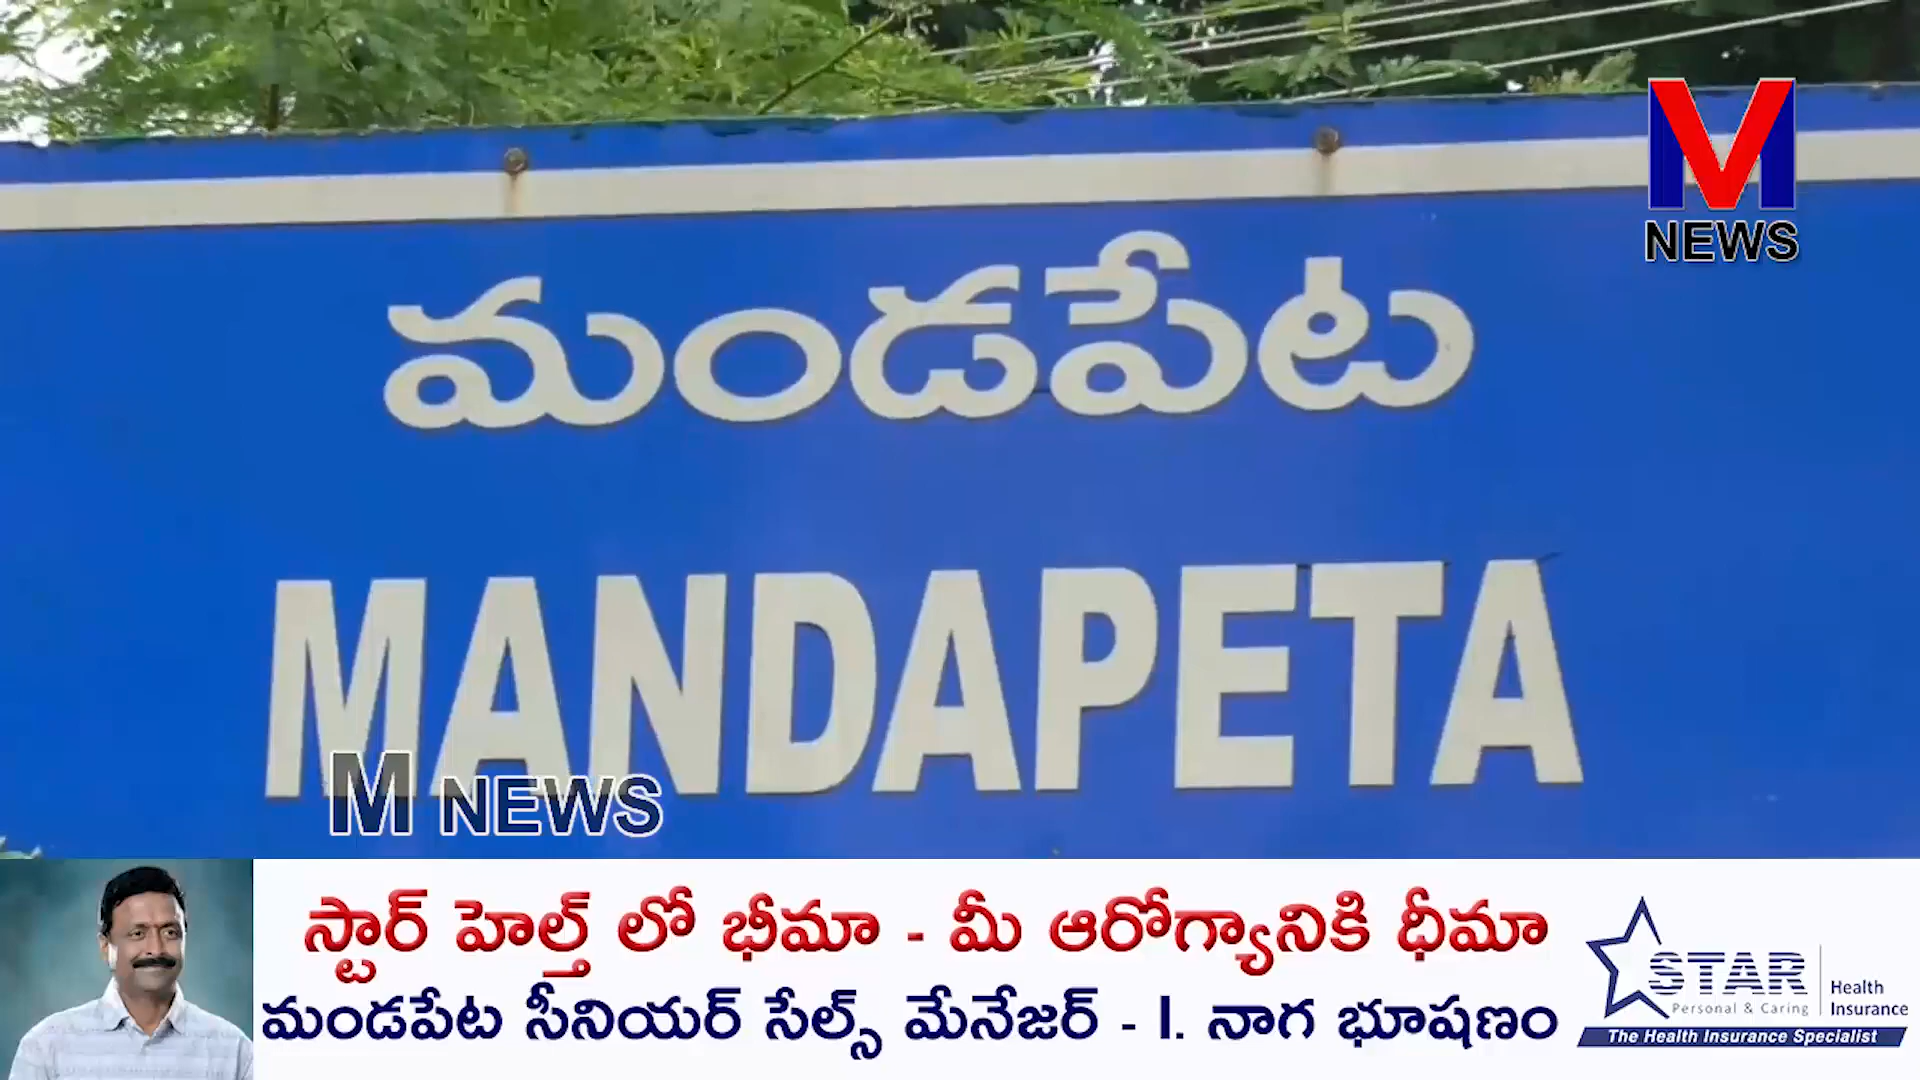 M
NEWS
మండపేట
MANDAPETA
M NEWS
స్టార్ హెల్త్ లో భీమా - మీ ఆరోగ్యానికి ధీమా
మండపేట సీనియర్ సేల్స్ మేనేజర్ - I. నాగ భూషణం
STAR Health
Personal & Caring Insurance
The Health Insurance Specialist